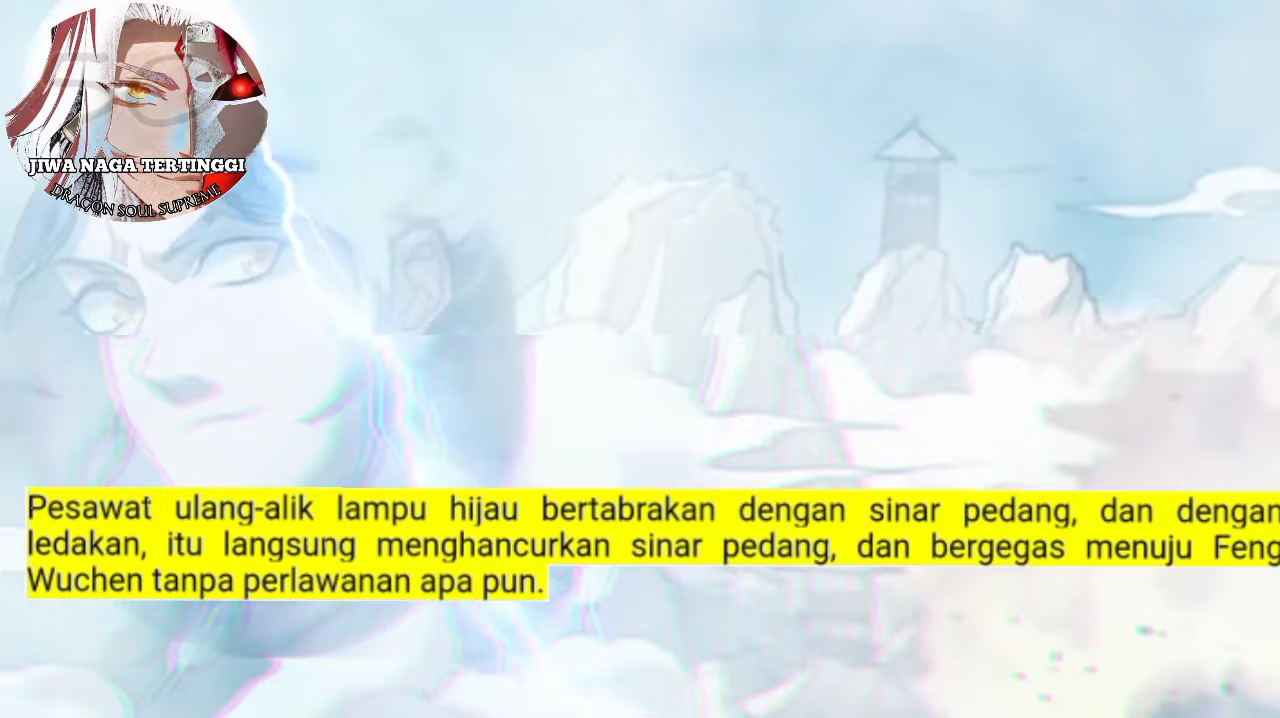 JIWA NAGA TERTINGGI
DRAGON SOUL SUPREME
Pesawat ulang-alik lampu hijau bertabrakan dengan sinar pedang, dan dengan
ledakan, itu langsung menghancurkan sinar pedang, dan bergegas menuju Feng
Wuchen tanpa perlawanan apa pun.